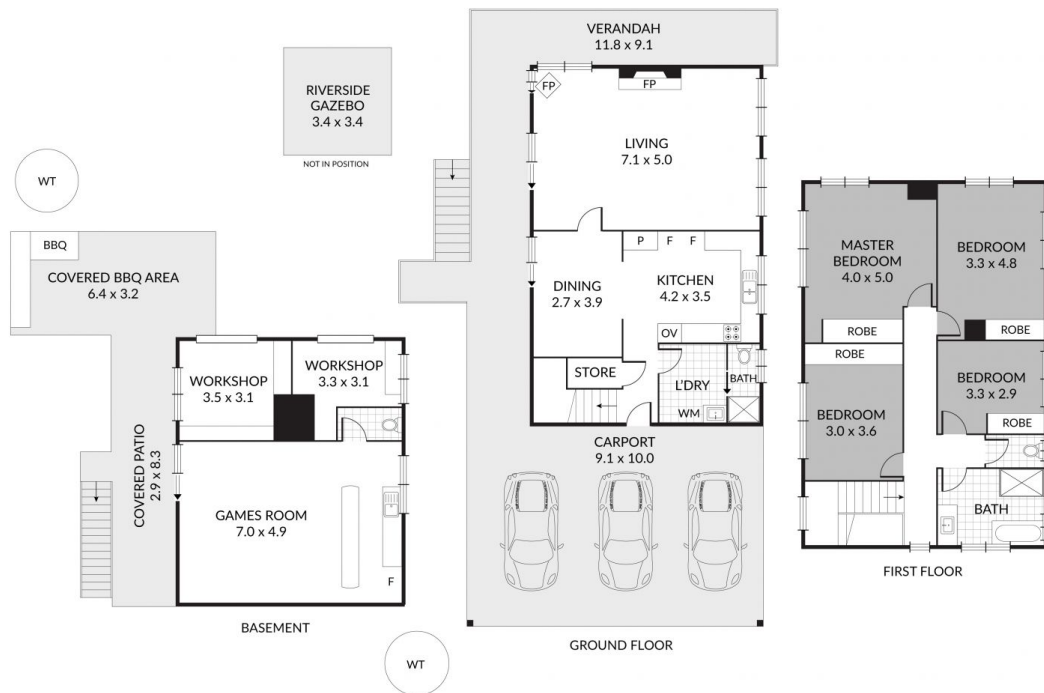 WT
RIVERSIDE
GAZEBO
3.4 x 3.4
NOT IN POSITION
BBQ
COVERED BBQ AREA
6.4 x 3.2
WORKSHOP
3.5 x 3.1
WORKSHOP
3.3 x 3.1
COVERED PATIO
2.9 x 8.3
GAMES ROOM
7.0 x 4.9
F
BASEMENT
WT
VERANDAH
11.8 x 9.1
FP
FP
LIVING
7.1 x 5.0
P F F
DINING
2.7 x 3.9
KITCHEN
4.2 x 3.5
OV
STORE
L'DRY
BATH
WM
CARPORT
9.1 x 10.0
GROUND FLOOR
MASTER
BEDROOM
4.0 x 5.0
BEDROOM
3.3 x 4.8
ROBE
ROBE
ROBE
BEDROOM
3.3 x 2.9
BEDROOM
3.0 x 3.6
ROBE
BATH
FIRST FLOOR